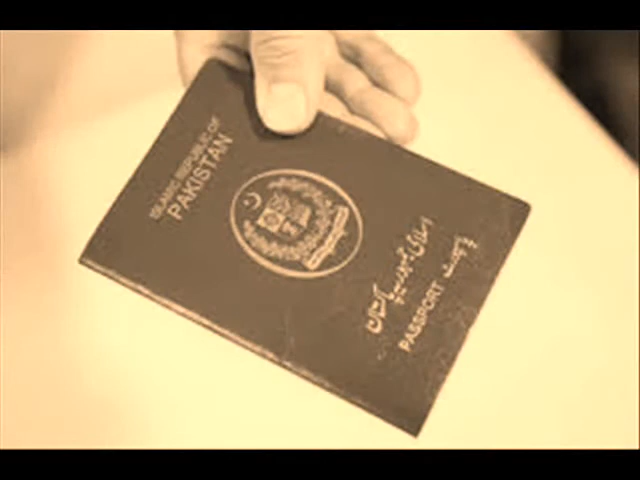 ISLAMIC REPUBLIC OF
PAKISTAN
اسلامی جمہوریہ پاکستان
PASSPORT پاسپورٹ